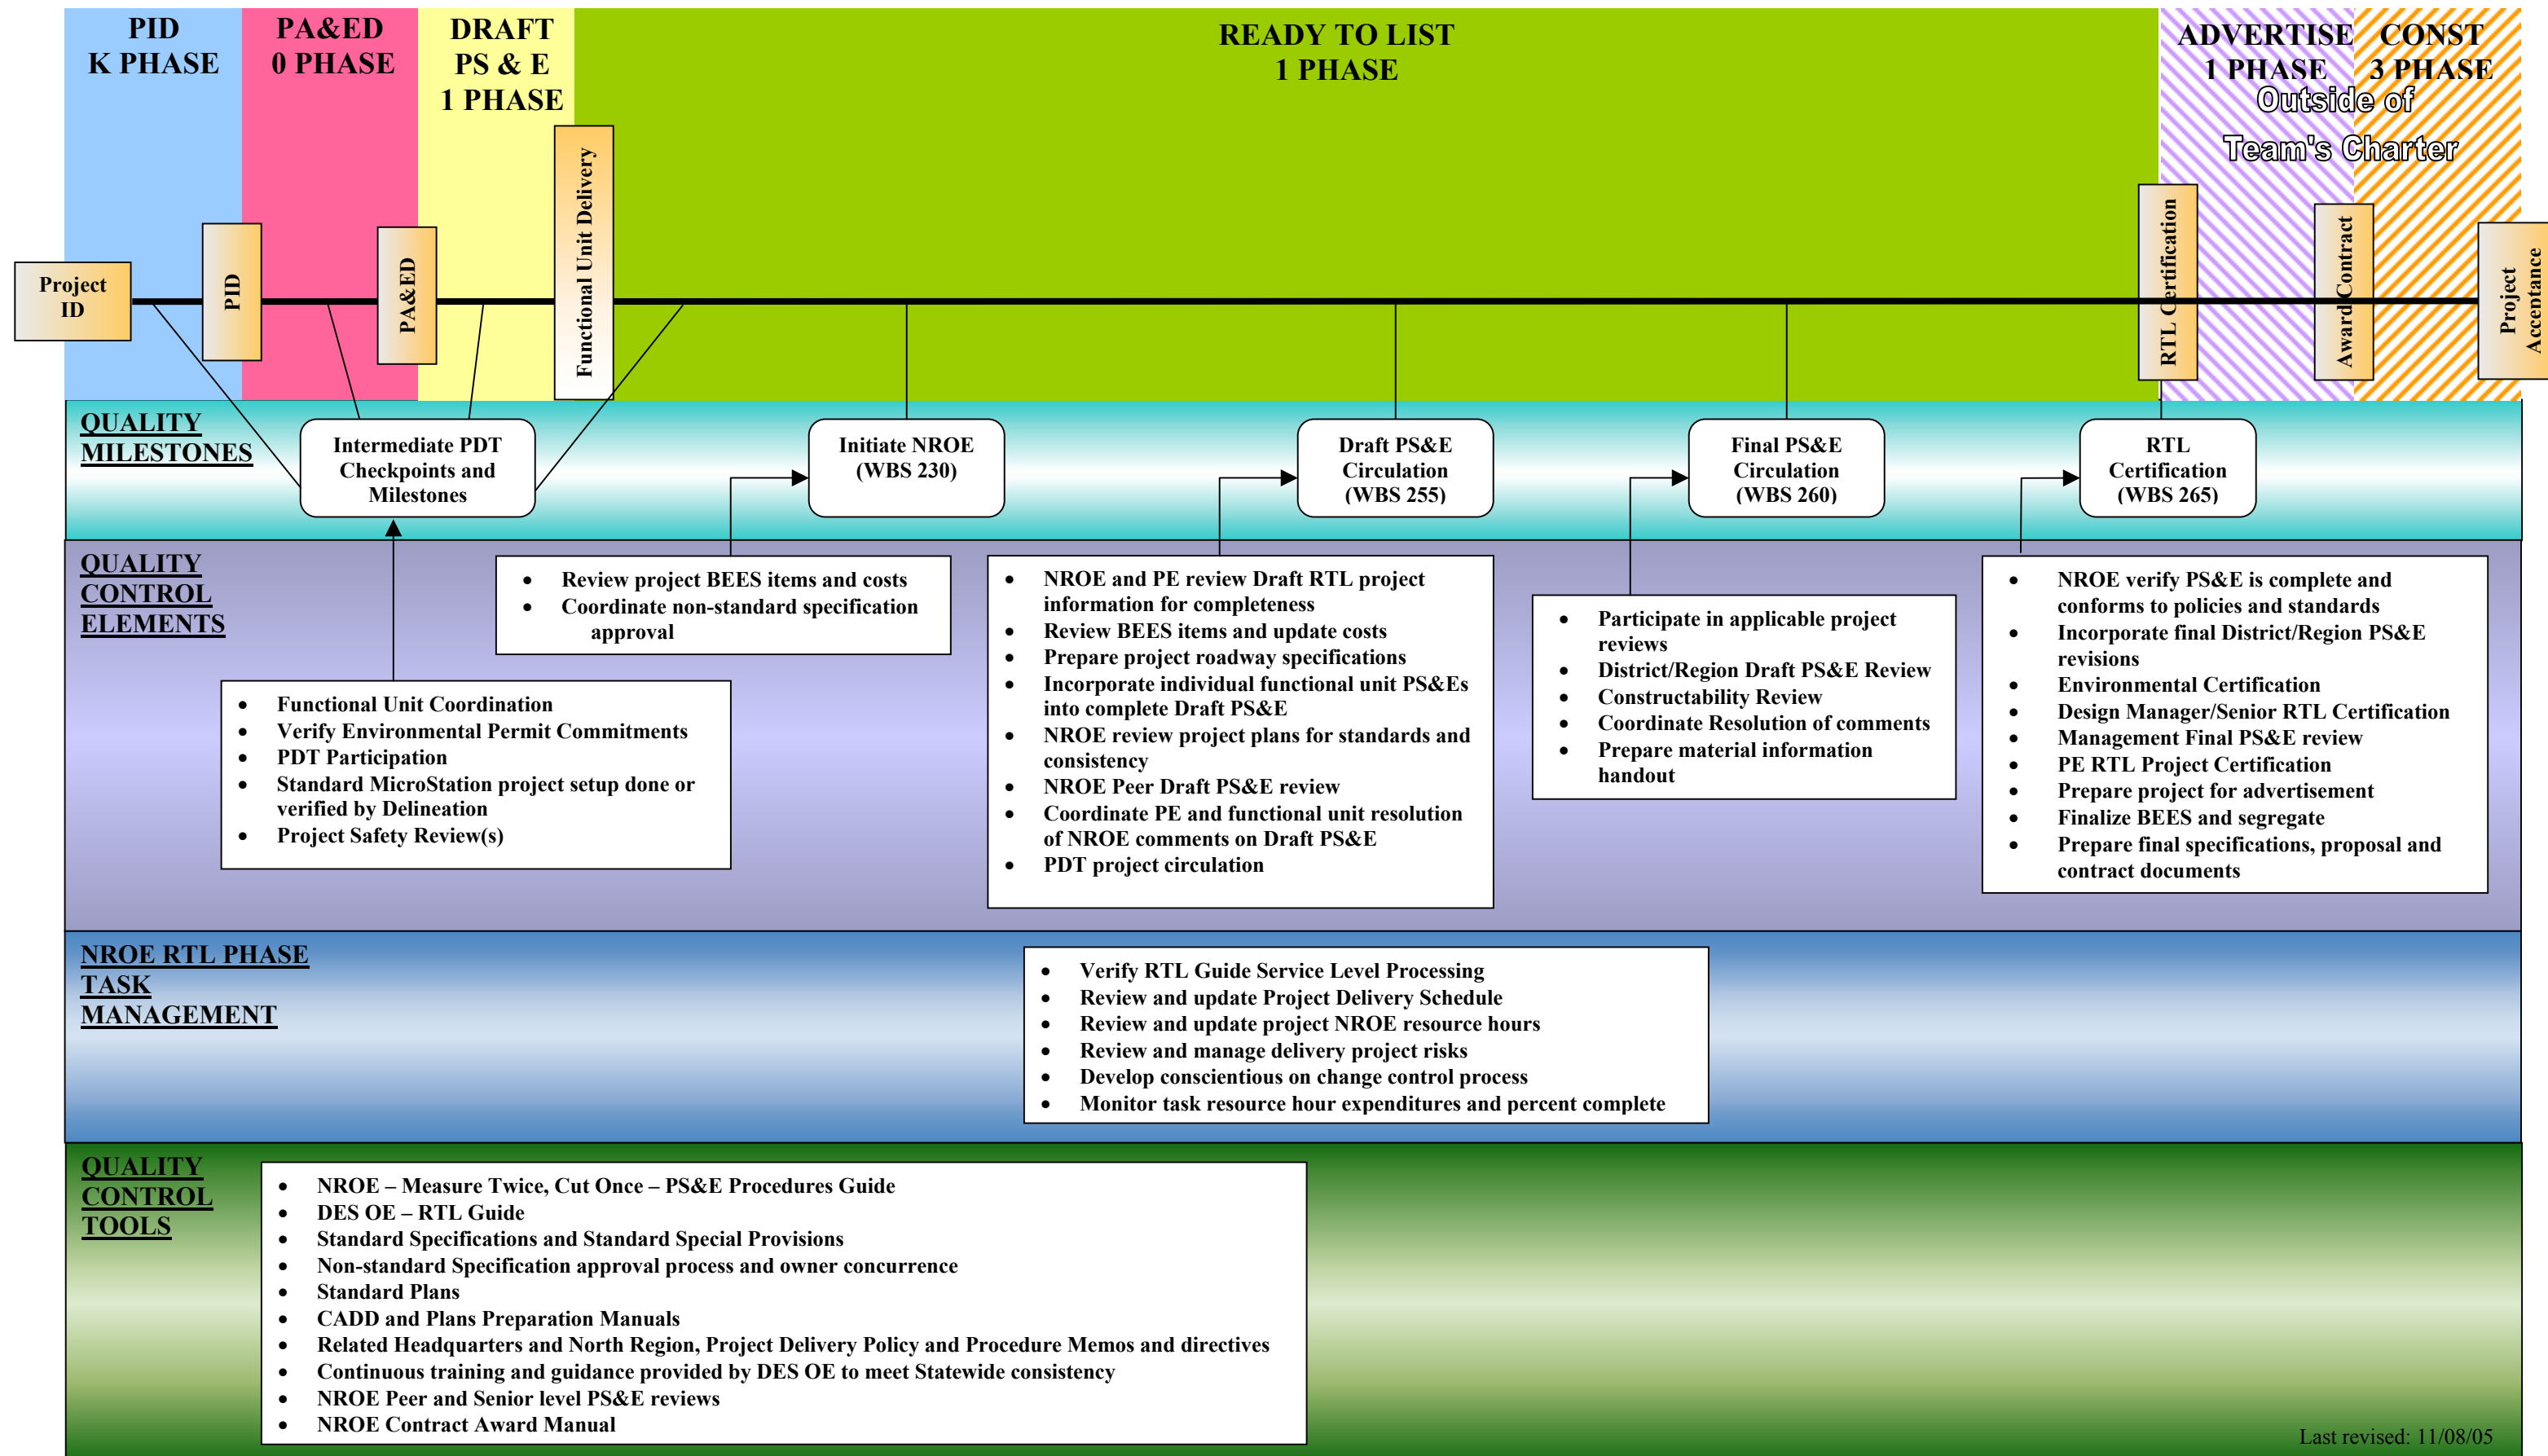 PID
K PHASE
PA&ED
0 PHASE
DRAFT
PS & E
1 PHASE
READY TO LIST
1 PHASE
ADVERTISE
1 PHASE
CONST
3 PHASE
Outside of
Team's Charter
Project
ID
PID
PA&ED
Functional Unit Delivery
RTL Certification
Award Contract
Project
Acceptance
QUALITY
MILESTONES
Intermediate PDT
Checkpoints and
Milestones
Initiate NROE
(WBS 230)
Draft PS&E
Circulation
(WBS 255)
Final PS&E
Circulation
(WBS 260)
RTL
Certification
(WBS 265)
QUALITY
CONTROL
ELEMENTS
• Functional Unit Coordination
• Verify Environmental Permit Commitments
• PDT Participation
• Standard MicroStation project setup done or
verified by Delineation
• Project Safety Review(s)
• Review project BEES items and costs
• Coordinate non-standard specification
approval
• NROE and PE review Draft RTL project
information for completeness
• Review BEES items and update costs
• Prepare project roadway specifications
• Incorporate individual functional unit PS&Es
into complete Draft PS&E
• NROE review project plans for standards and
consistency
• NROE Peer Draft PS&E review
• Coordinate PE and functional unit resolution
of NROE comments on Draft PS&E
• PDT project circulation
• Participate in applicable project
reviews
• District/Region Draft PS&E Review
• Constructability Review
• Coordinate Resolution of comments
• Prepare material information
handout
• NROE verify PS&E is complete and
conforms to policies and standards
• Incorporate final District/Region PS&E
revisions
• Environmental Certification
• Design Manager/Senior RTL Certification
• Management Final PS&E review
• PE RTL Project Certification
• Prepare project for advertisement
• Finalize BEES and segregate
• Prepare final specifications, proposal and
contract documents
NROE RTL PHASE
TASK
MANAGEMENT
• Verify RTL Guide Service Level Processing
• Review and update Project Delivery Schedule
• Review and update project NROE resource hours
• Review and manage delivery project risks
• Develop conscientious on change control process
• Monitor task resource hour expenditures and percent complete
QUALITY
CONTROL
TOOLS
• NROE – Measure Twice, Cut Once – PS&E Procedures Guide
• DES OE – RTL Guide
• Standard Specifications and Standard Special Provisions
• Non-standard Specification approval process and owner concurrence
• Standard Plans
• CADD and Plans Preparation Manuals
• Related Headquarters and North Region, Project Delivery Policy and Procedure Memos and directives
• Continuous training and guidance provided by DES OE to meet Statewide consistency
• NROE Peer and Senior level PS&E reviews
• NROE Contract Award Manual
Last revised: 11/08/05